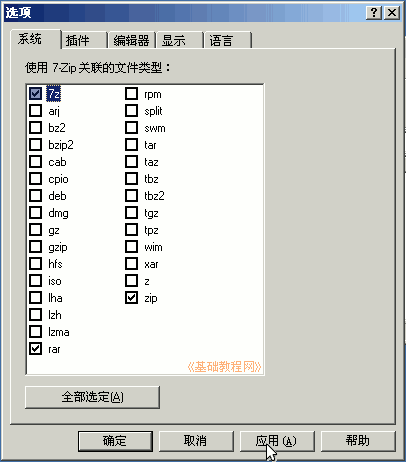 选项
系统 插件 编辑器 显示 语言
使用 7-Zip 关联的文件类型：
7z
arj
bz2
bzip2
cab
cpio
deb
dmg
gz
gzip
hfs
iso
lha
lzh
lzma
rar
rpm
split
swm
tar
taz
tbz
tbz2
tgz
tpz
wim
xar
z
zip
《基础教程网》
全部选定(A)
确定 取消 应用(A) 帮助